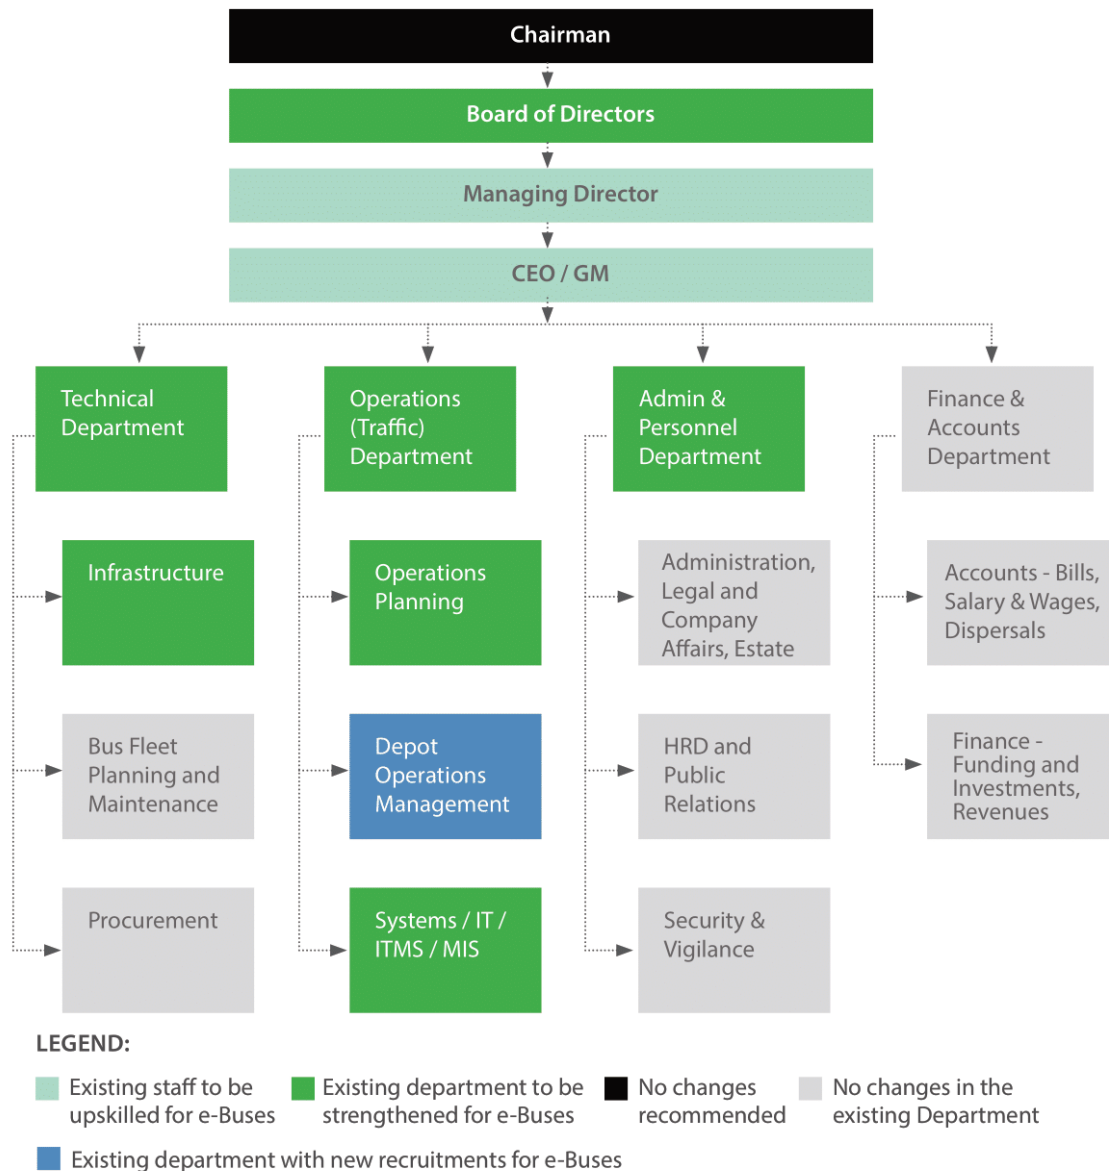 Chairman
Board of Directors
Managing Director
CEO / GM
Technical
Department
Infrastructure
Bus Fleet
Planning and
Maintenance
Procurement
Operations
(Traffic)
Department
Operations
Planning
Depot
Operations
Management
Systems / IT /
ITMS / MIS
Admin &
Personnel
Department
Administration,
Legal and
Company
Affairs, Estate
HRD and
Public
Relations
Security &
Vigilance
Finance &
Accounts
Department
Accounts - Bills,
Salary & Wages,
Dispersals
Finance -
Funding and
Investments,
Revenues
LEGEND:
Existing staff to be
upskilled for e-Buses
Existing department to be
strengthened for e-Buses
No changes
recommended
No changes in the
existing Department
Existing department with new recruitments for e-Buses